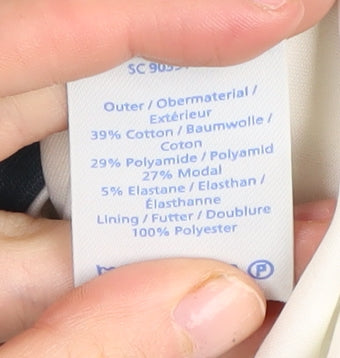 SC
Outer / Obermaterial /
Extérieur
39% Cotton / Baumwolle /
Coton
29% Polyamide / Polyamid
27% Modal
5% Elastane / Elasthan /
Élasthanne
Lining / Futter / Doublure
100% Polyester
P